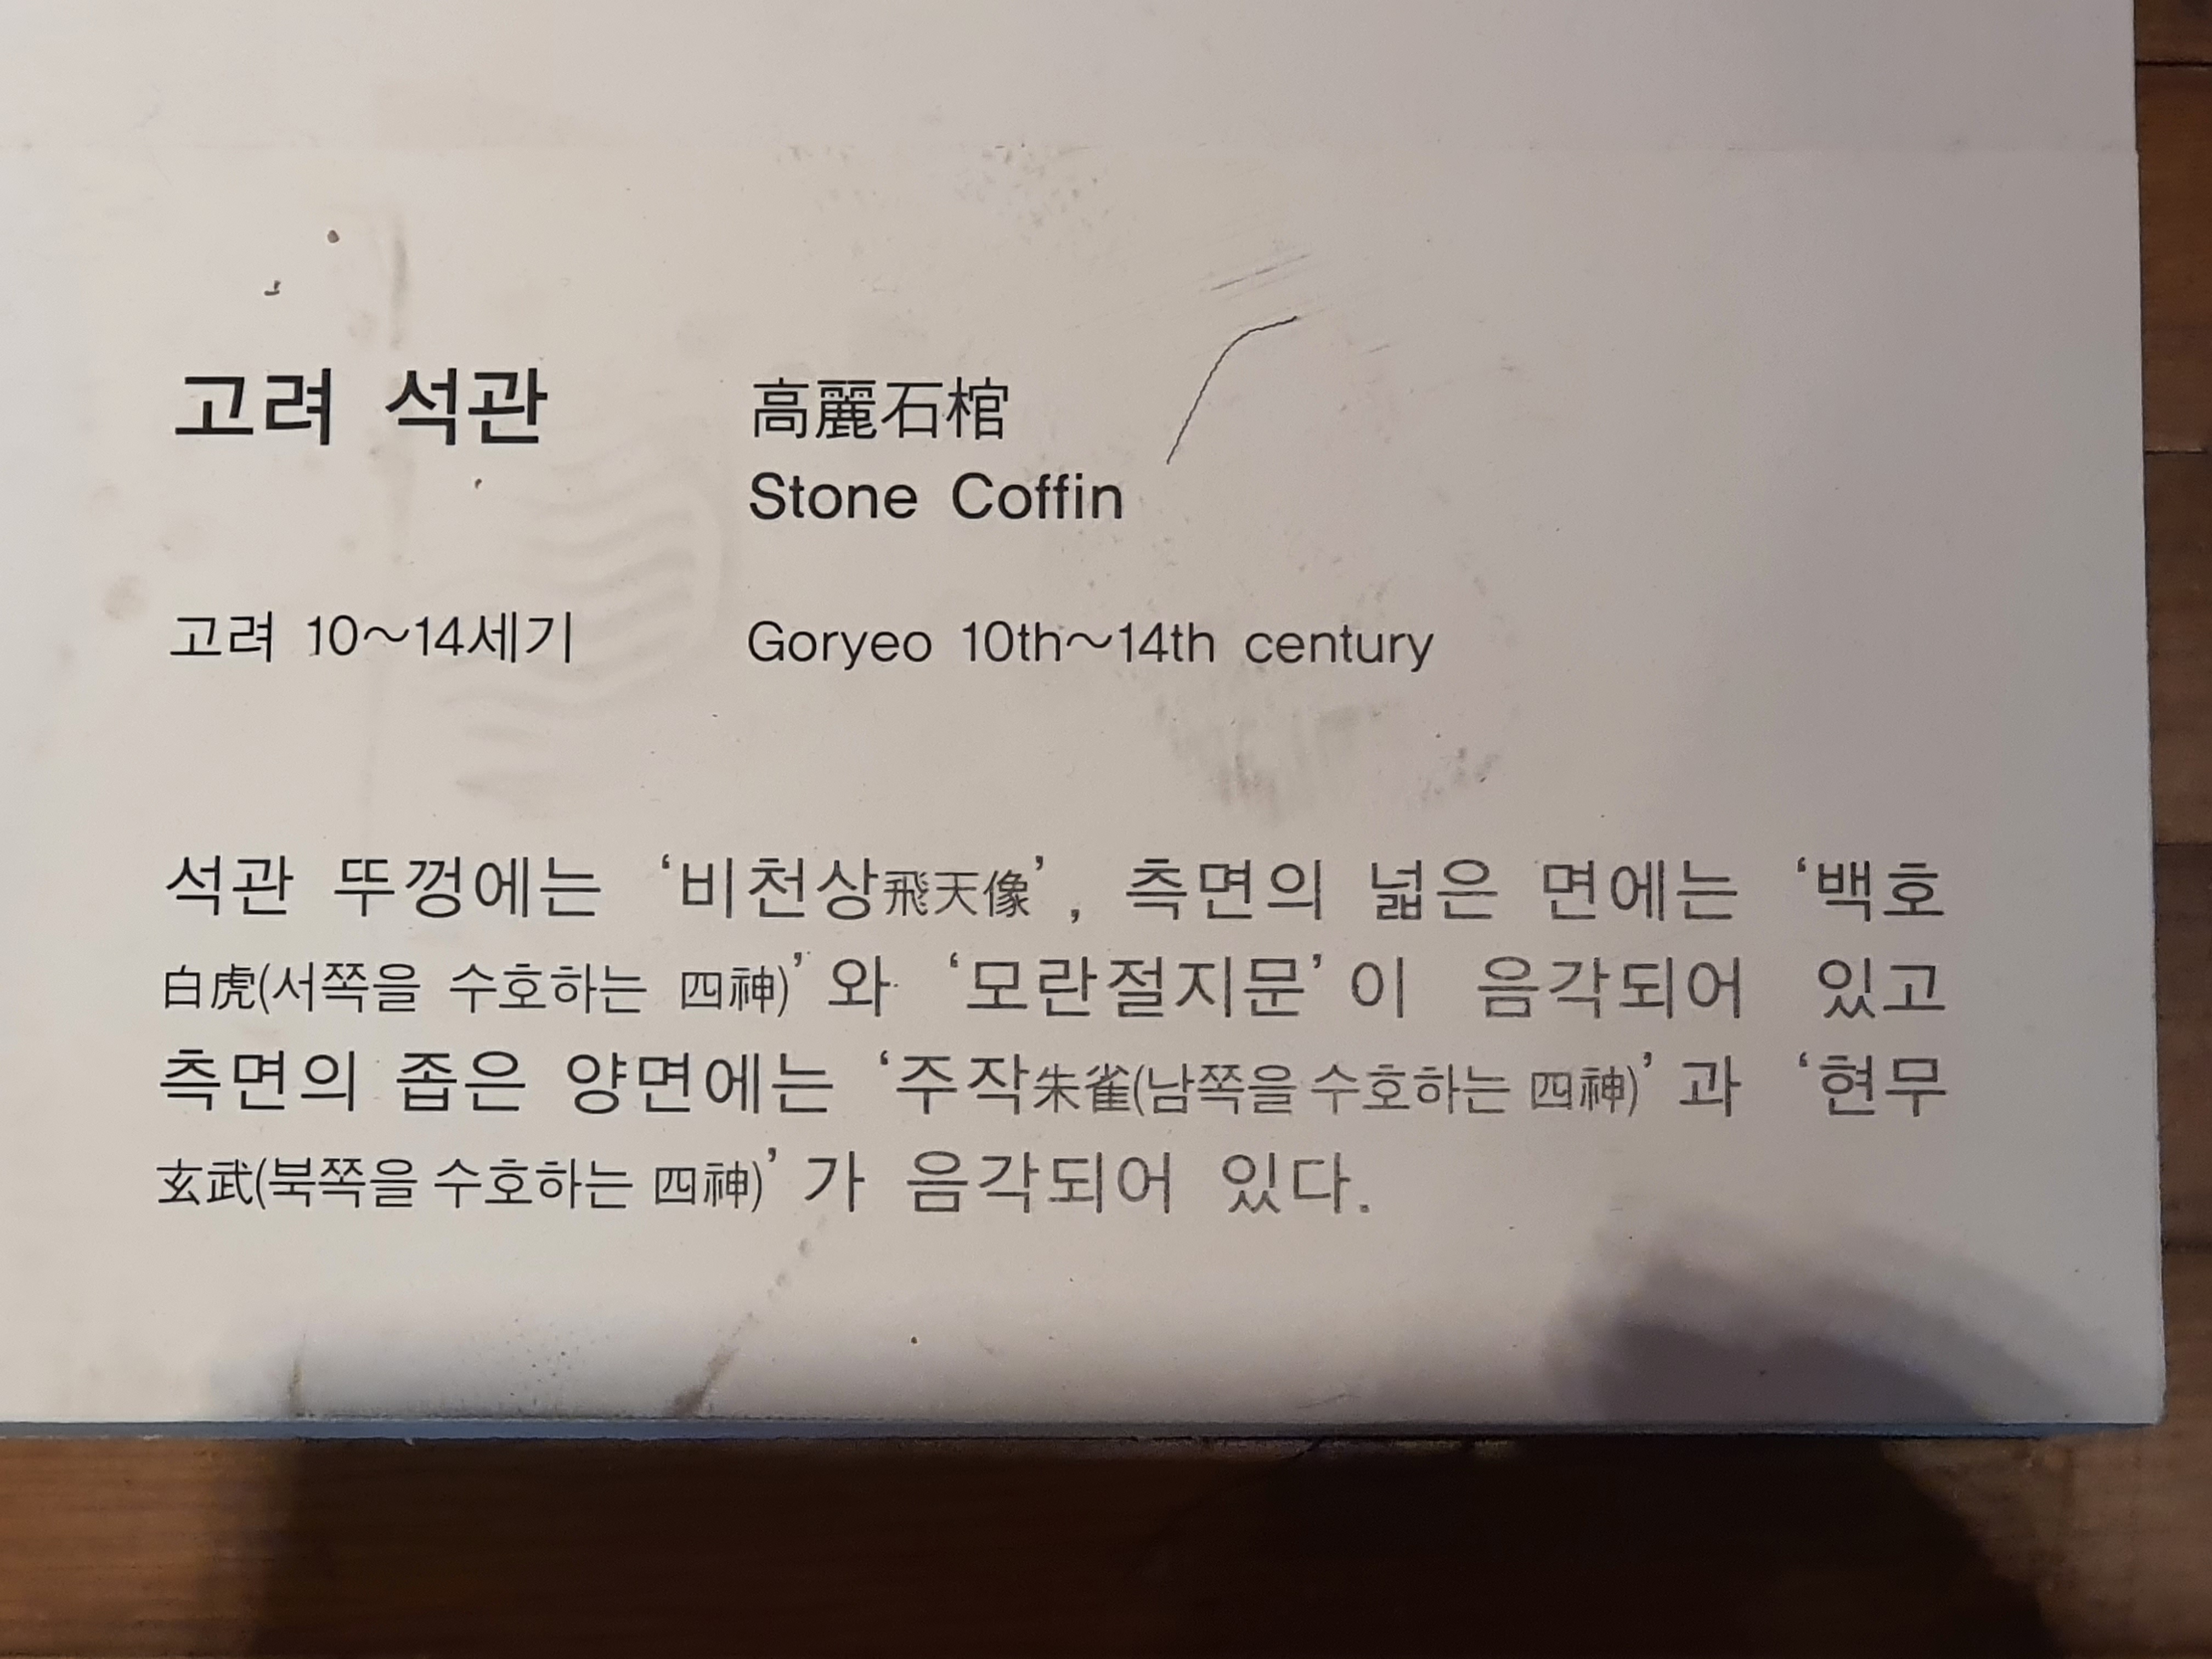 고려 석관
高麗石棺
Stone Coffin
고려 10~14세기
Goryeo 10th~14th century
석관 뚜껑에는 ‘비천상飛天像’, 측면의 넓은 면에는 ‘백호
白虎(서쪽을 수호하는 四神)’와 ‘모란절지문’이 음각되어 있고
측면의 좁은 양면에는 ‘주작朱雀(남쪽을 수호하는 四神)’과 ‘현무
玄武(북쪽을 수호하는 四神)’가 음각되어 있다.